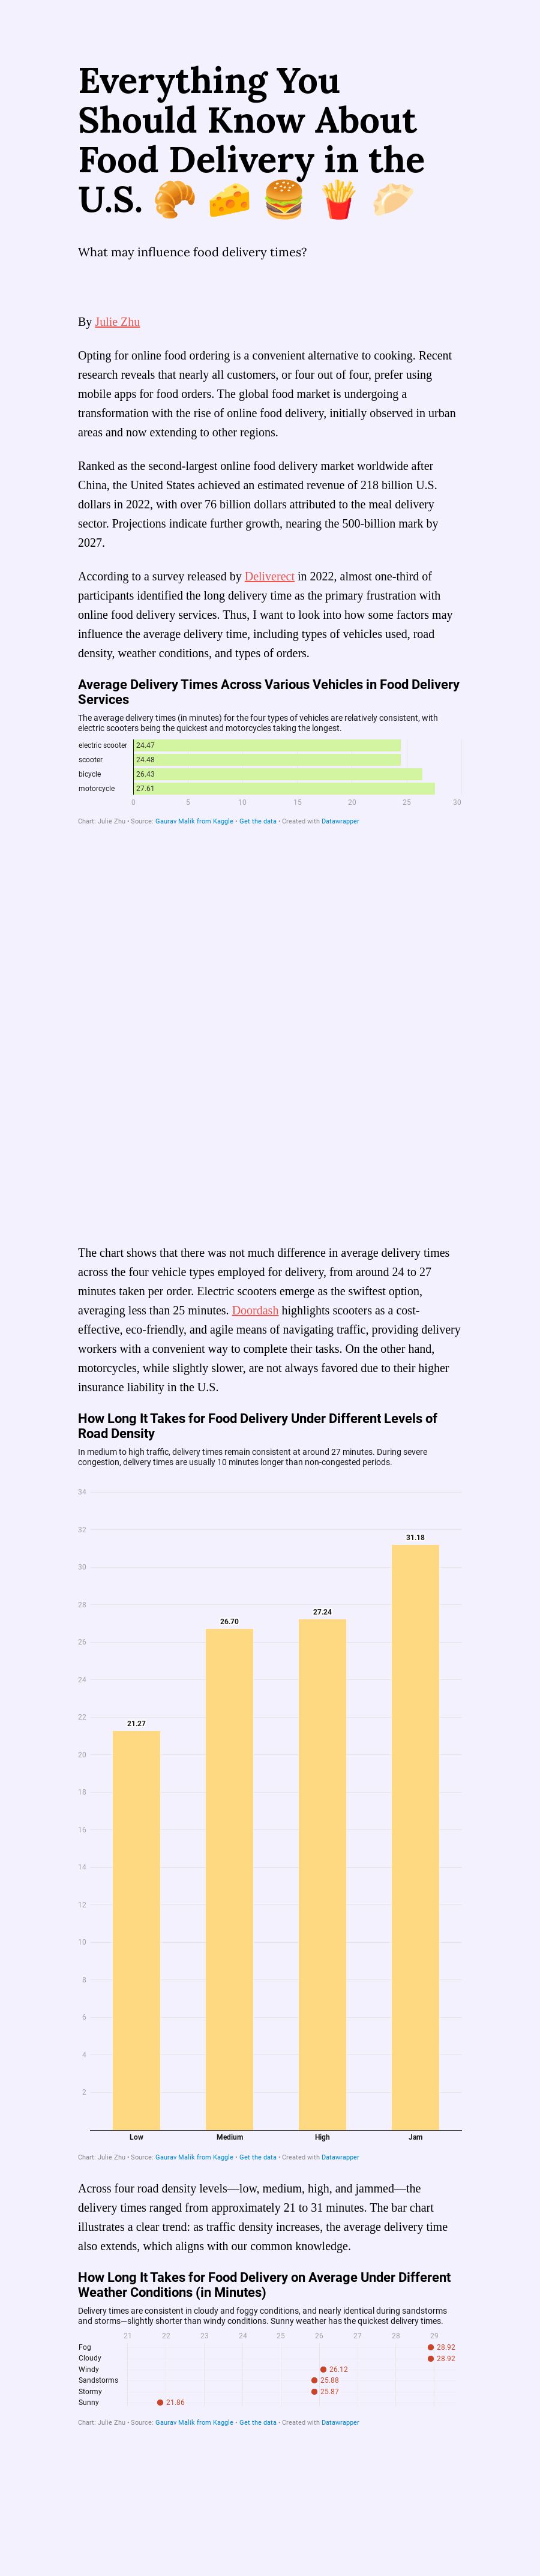 Everything You
Should Know About
Food Delivery in the
U.S. 🥐 🧀 🍔 🍟 🥟
What may influence food delivery times?
By Julie Zhu
Opting for online food ordering is a convenient alternative to cooking. Recent
research reveals that nearly all customers, or four out of four, prefer using
mobile apps for food orders. The global food market is undergoing a
transformation with the rise of online food delivery, initially observed in urban
areas and now extending to other regions.
Ranked as the second-largest online food delivery market worldwide after
China, the United States achieved an estimated revenue of 218 billion U.S.
dollars in 2022, with over 76 billion dollars attributed to the meal delivery
sector. Projections indicate further growth, nearing the 500-billion mark by
2027.
According to a survey released by Deliverect in 2022, almost one-third of
participants identified the long delivery time as the primary frustration with
online food delivery services. Thus, I want to look into how some factors may
influence the average delivery time, including types of vehicles used, road
density, weather conditions, and types of orders.
Average Delivery Times Across Various Vehicles in Food Delivery
Services
The average delivery times (in minutes) for the four types of vehicles are relatively consistent, with
electric scooters being the quickest and motorcycles taking the longest.
electric scooter 24.47
scooter 24.48
bicycle 26.43
motorcycle 27.61
0 5 10 15 20 25 30
Chart: Julie Zhu • Source: Gaurav Malik from Kaggle • Get the data • Created with Datawrapper
The chart shows that there was not much difference in average delivery times
across the four vehicle types employed for delivery, from around 24 to 27
minutes taken per order. Electric scooters emerge as the swiftest option,
averaging less than 25 minutes. Doordash highlights scooters as a cost-
effective, eco-friendly, and agile means of navigating traffic, providing delivery
workers with a convenient way to complete their tasks. On the other hand,
motorcycles, while slightly slower, are not always favored due to their higher
insurance liability in the U.S.
How Long It Takes for Food Delivery Under Different Levels of
Road Density
In medium to high traffic, delivery times remain consistent at around 27 minutes. During severe
congestion, delivery times are usually 10 minutes longer than non-congested periods.
34
32
31.18
30
28
27.24
26.70
26
24
22
21.27
20
18
16
14
12
10
8
6
4
2
Low Medium High Jam
Chart: Julie Zhu • Source: Gaurav Malik from Kaggle • Get the data • Created with Datawrapper
Across four road density levels—low, medium, high, and jammed—the
delivery times ranged from approximately 21 to 31 minutes. The bar chart
illustrates a clear trend: as traffic density increases, the average delivery time
also extends, which aligns with our common knowledge.
How Long It Takes for Food Delivery on Average Under Different
Weather Conditions (in Minutes)
Delivery times are consistent in cloudy and foggy conditions, and nearly identical during sandstorms
and storms—slightly shorter than windy conditions. Sunny weather has the quickest delivery times.
21 22 23 24 25 26 27 28 29
Fog 28.92
Cloudy 28.92
Windy 26.12
Sandstorms 25.88
Stormy 25.87
Sunny 21.86
Chart: Julie Zhu • Source: Gaurav Malik from Kaggle • Get the data • Created with Datawrapper